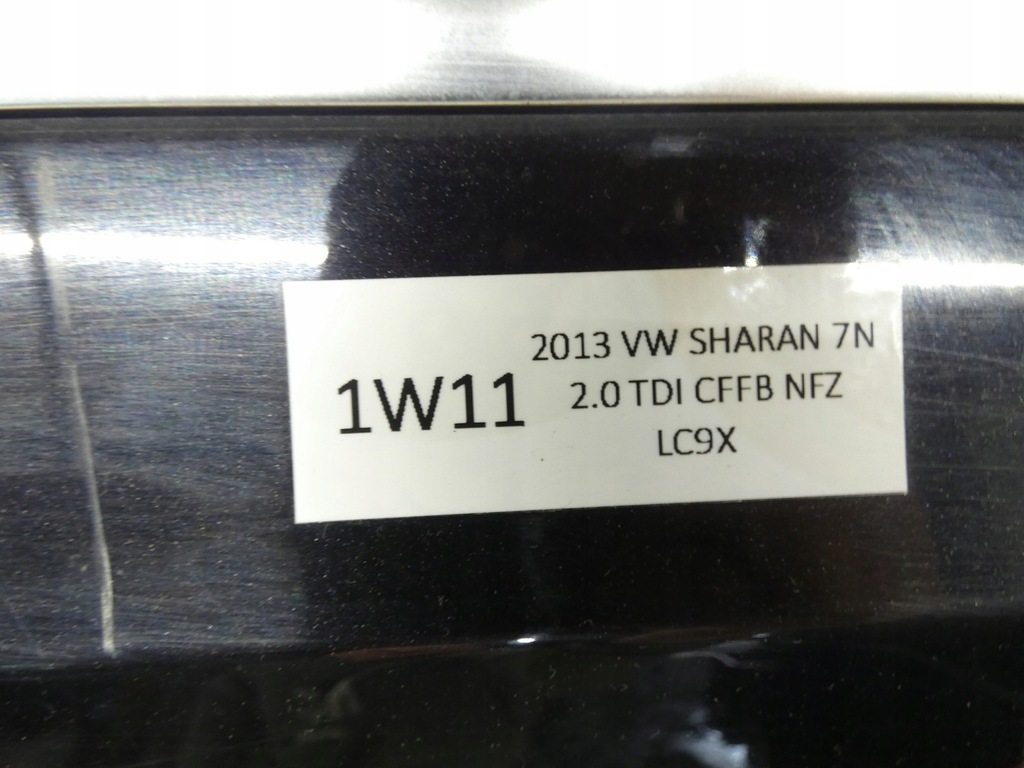 1W11
2013 VW SHARAN 7N
2.0 TDI CFFB NFZ
LC9X